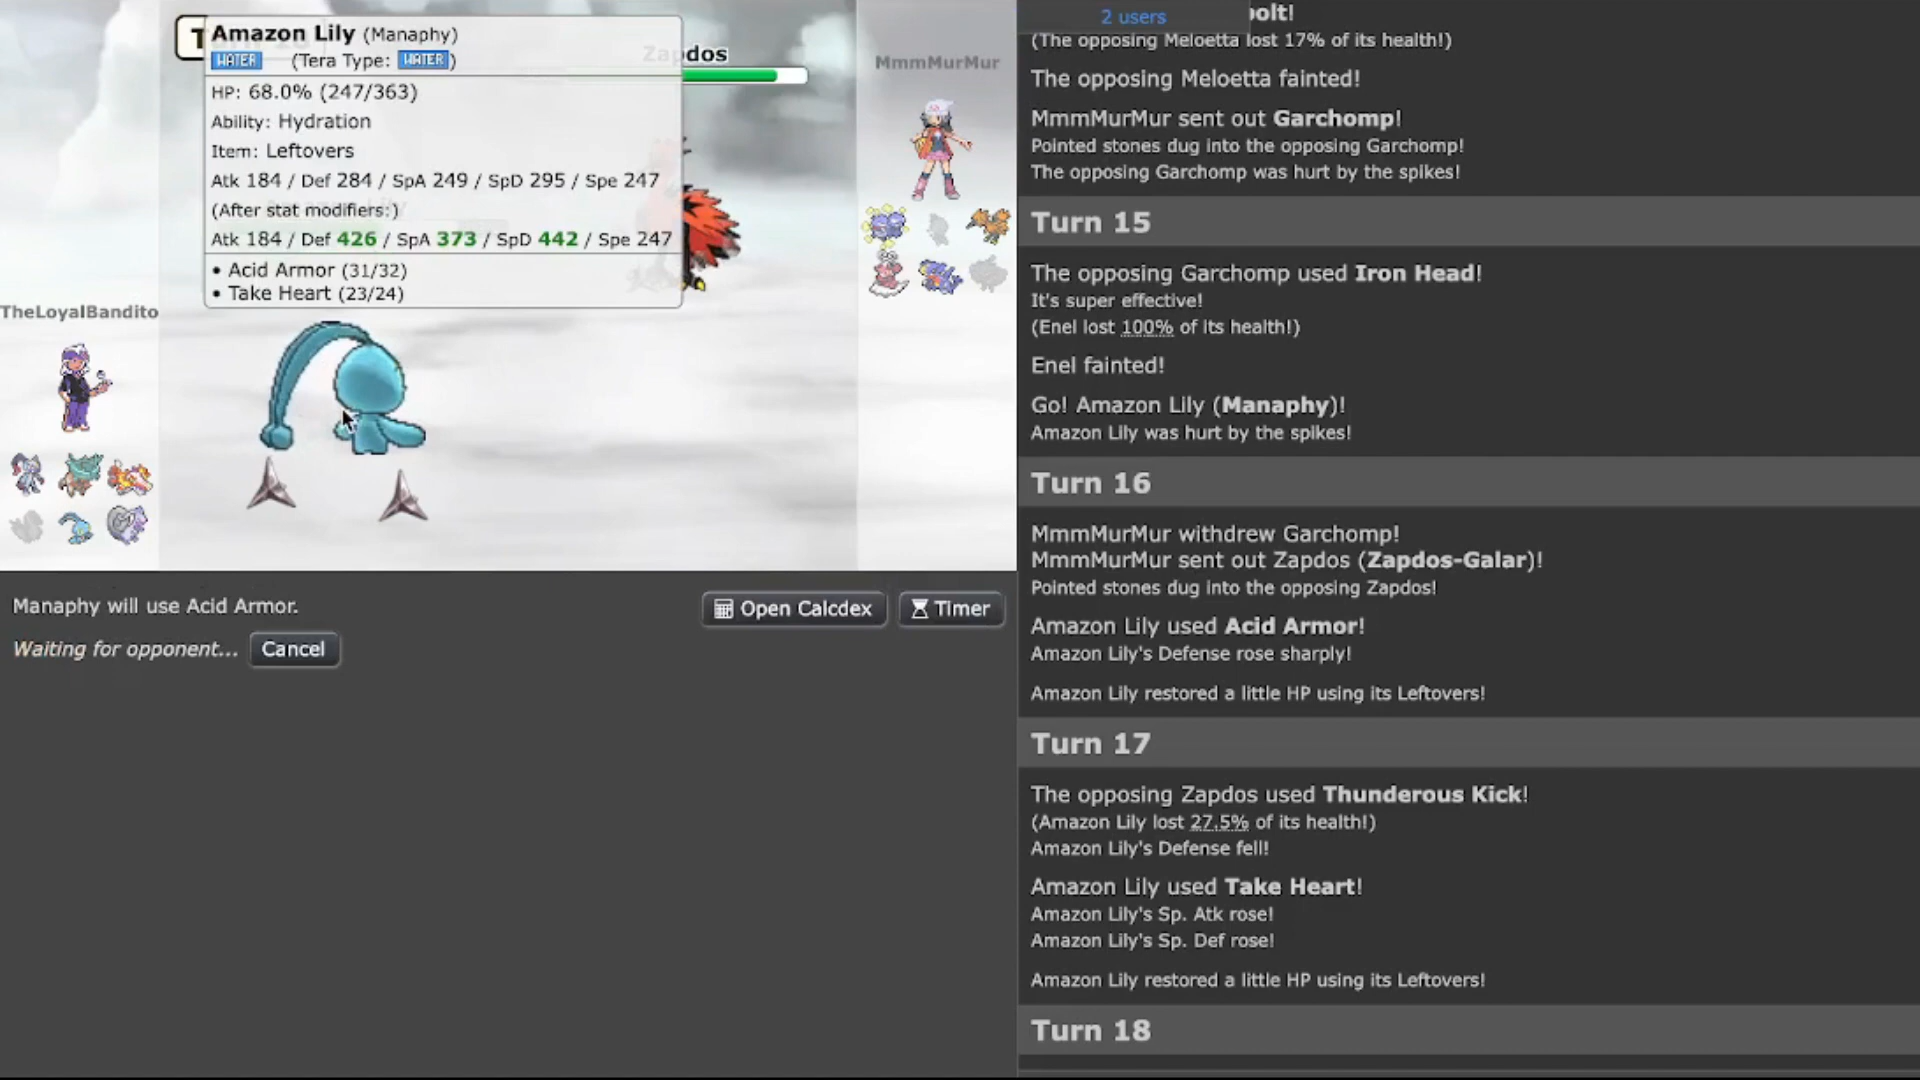 Amazon Lily (Manaphy)
WATER (Tera Type: WATER)
HP: 68.0% (247/363)
Ability: Hydration
Item: Leftovers
Atk 184 / Def 284 / SpA 249 / SpD 295 / Spe 247
(After stat modifiers:)
Atk 184 / Def 426 / SpA 373 / SpD 442 / Spe 247
• Acid Armor (31/32)
• Take Heart (23/24)
Zapdos
MmmMurMur
TheLoyalBandito
Manaphy will use Acid Armor.
Open Calcdex
Timer
Waiting for opponent...
Cancel
2 users
(The opposing Meloetta lost 17% of its health!)
The opposing Meloetta fainted!
MmmMurMur sent out Garchomp!
Pointed stones dug into the opposing Garchomp!
The opposing Garchomp was hurt by the spikes!
Turn 15
The opposing Garchomp used Iron Head!
It's super effective!
(Enel lost 100% of its health!)
Enel fainted!
Go! Amazon Lily (Manaphy)!
Amazon Lily was hurt by the spikes!
Turn 16
MmmMurMur withdrew Garchomp!
MmmMurMur sent out Zapdos (Zapdos-Galar)!
Pointed stones dug into the opposing Zapdos!
Amazon Lily used Acid Armor!
Amazon Lily's Defense rose sharply!
Amazon Lily restored a little HP using its Leftovers!
Turn 17
The opposing Zapdos used Thunderous Kick!
(Amazon Lily lost 27.5% of its health!)
Amazon Lily's Defense fell!
Amazon Lily used Take Heart!
Amazon Lily's Sp. Atk rose!
Amazon Lily's Sp. Def rose!
Amazon Lily restored a little HP using its Leftovers!
Turn 18